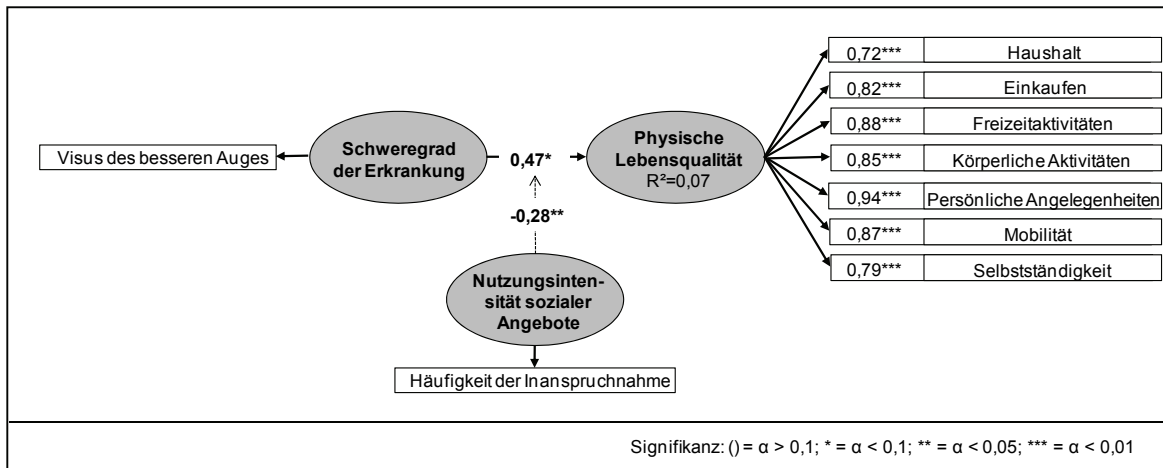 0,72*** Haushalt
0,82*** Einkaufen
0,88*** Freizeitaktivitäten
0,85*** Körperliche Aktivitäten
0,94*** Persönliche Angelegenheiten
0,87*** Mobilität
0,79*** Selbstständigkeit
Visus des besseren Auges
Schweregrad
der Erkrankung
0,47*
Physische
Lebensqualität
R²=0,07
-0,28**
Nutzungsinten-
sität sozialer
Angebote
Häufigkeit der Inanspruchnahme
Signifikanz: () = α > 0,1; * = α < 0,1; ** = α < 0,05; *** = α < 0,01